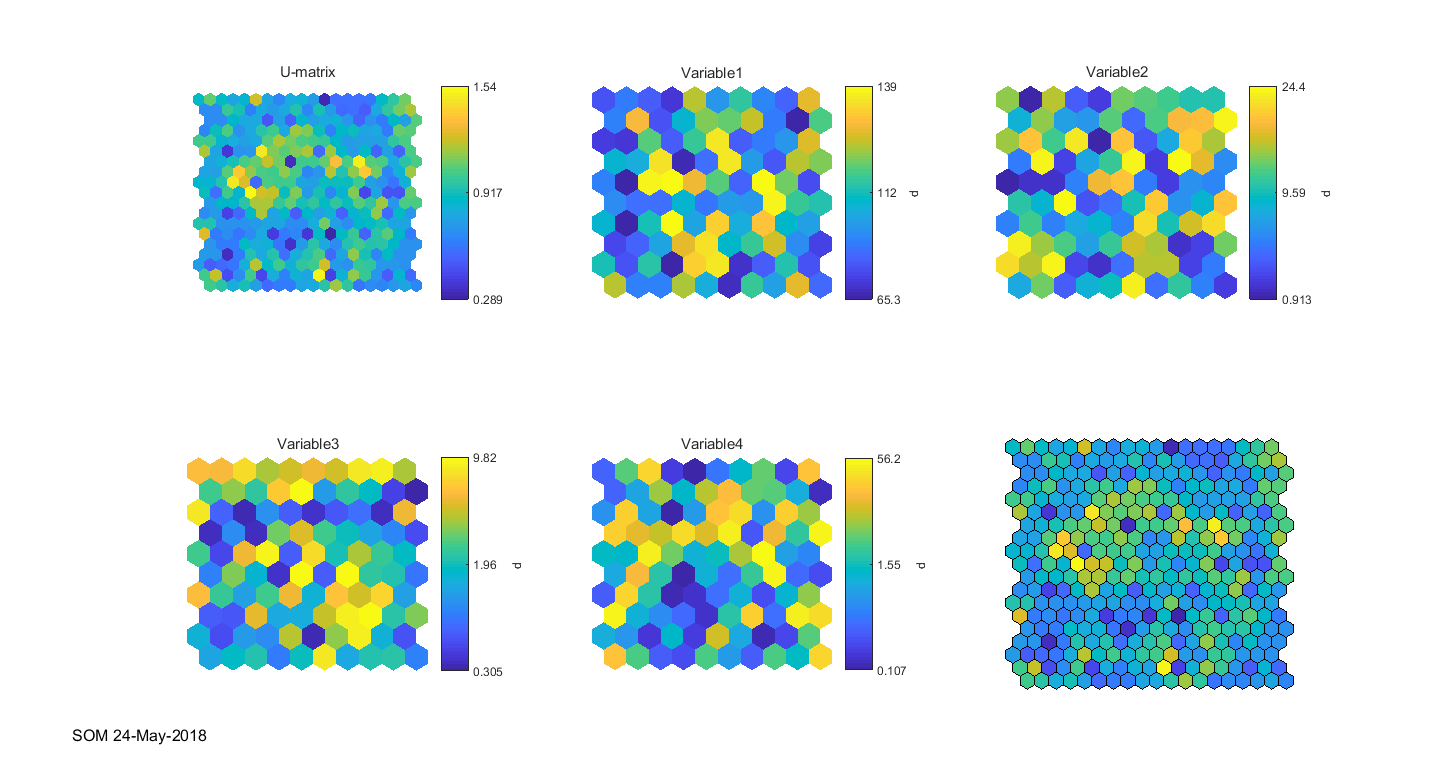 U-matrix
1.54
0.917
0.289
Variable1
139
112
65.3
d
Variable2
24.4
9.59
0.913
d
Variable3
9.82
1.96
0.305
d
Variable4
56.2
1.55
0.107
d
SOM 24-May-2018